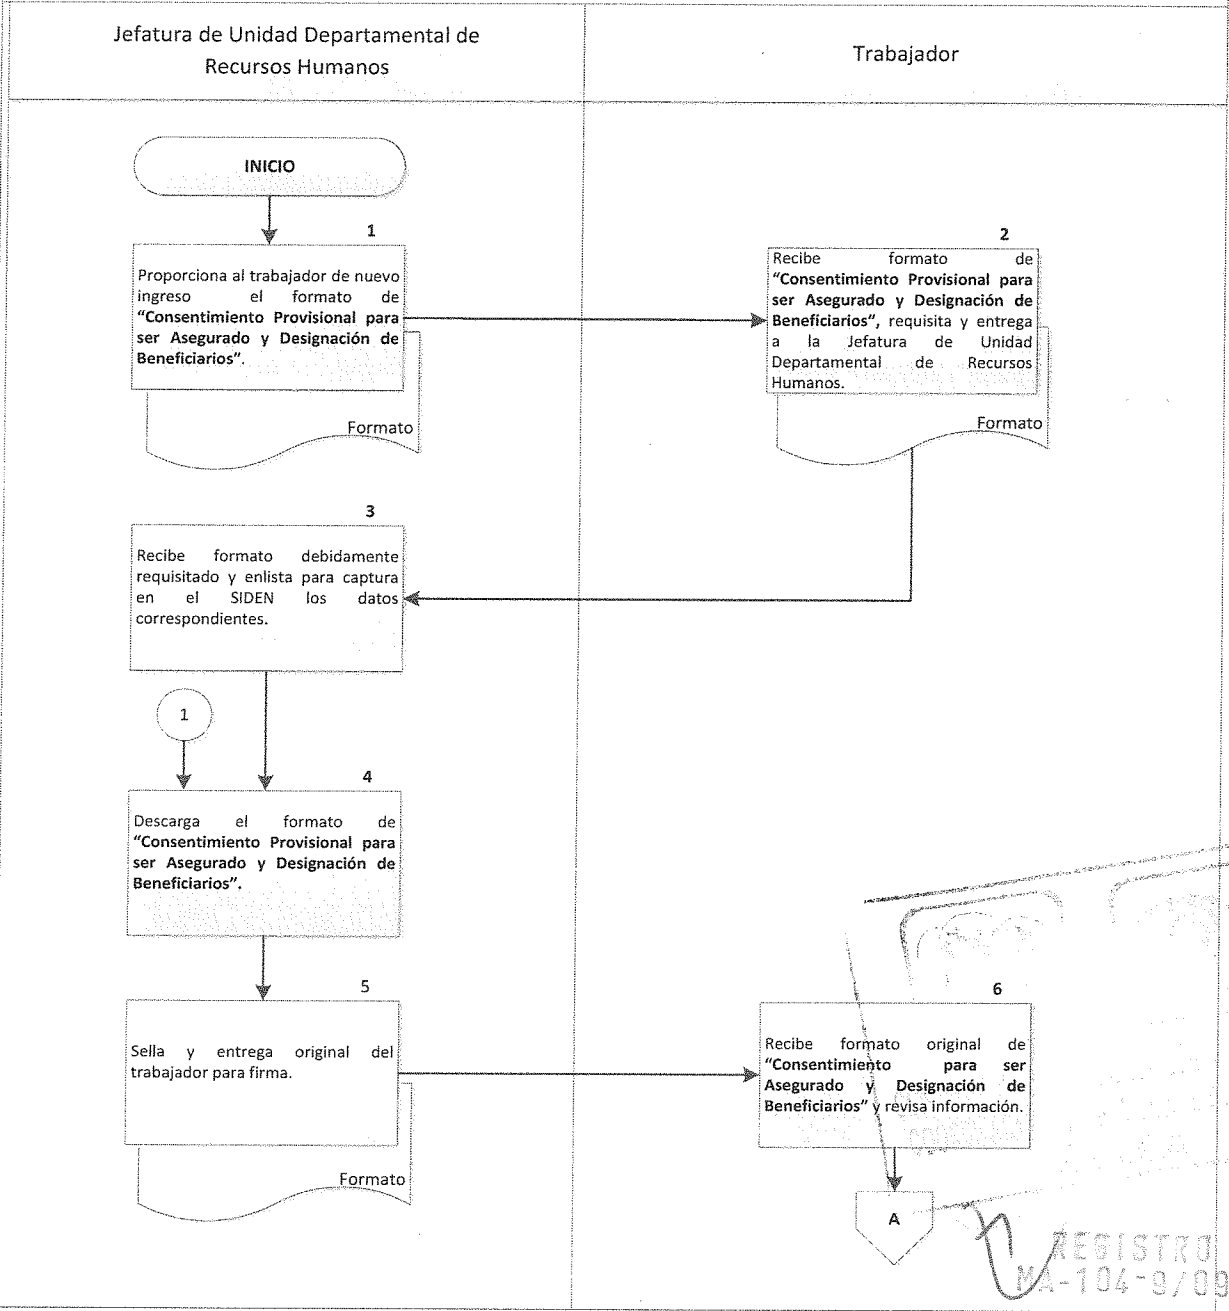 Jefatura de Unidad Departamental de
Recursos Humanos
Trabajador
INICIO
1
Proporciona al trabajador de nuevo
ingreso el formato de
“Consentimiento Provisional para
ser Asegurado y Designación de
Beneficiarios”.
Formato
2
Recibe formato de
“Consentimiento Provisional para
ser Asegurado y Designación de
Beneficiarios”, requisita y entrega
a la Jefatura de Unidad
Departamental de Recursos
Humanos.
Formato
3
Recibe formato debidamente
requisitado y enlista para captura
en el SIDEN los datos
correspondientes.
1
4
Descarga el formato de
“Consentimiento Provisional para
ser Asegurado y Designación de
Beneficiarios”.
5
Sella y entrega original del
trabajador para firma.
Formato
6
Recibe formato original de
“Consentimiento para ser
Asegurado y Designación de
Beneficiarios” y revisa información.
A
REGISTRO
MA-104-9/09